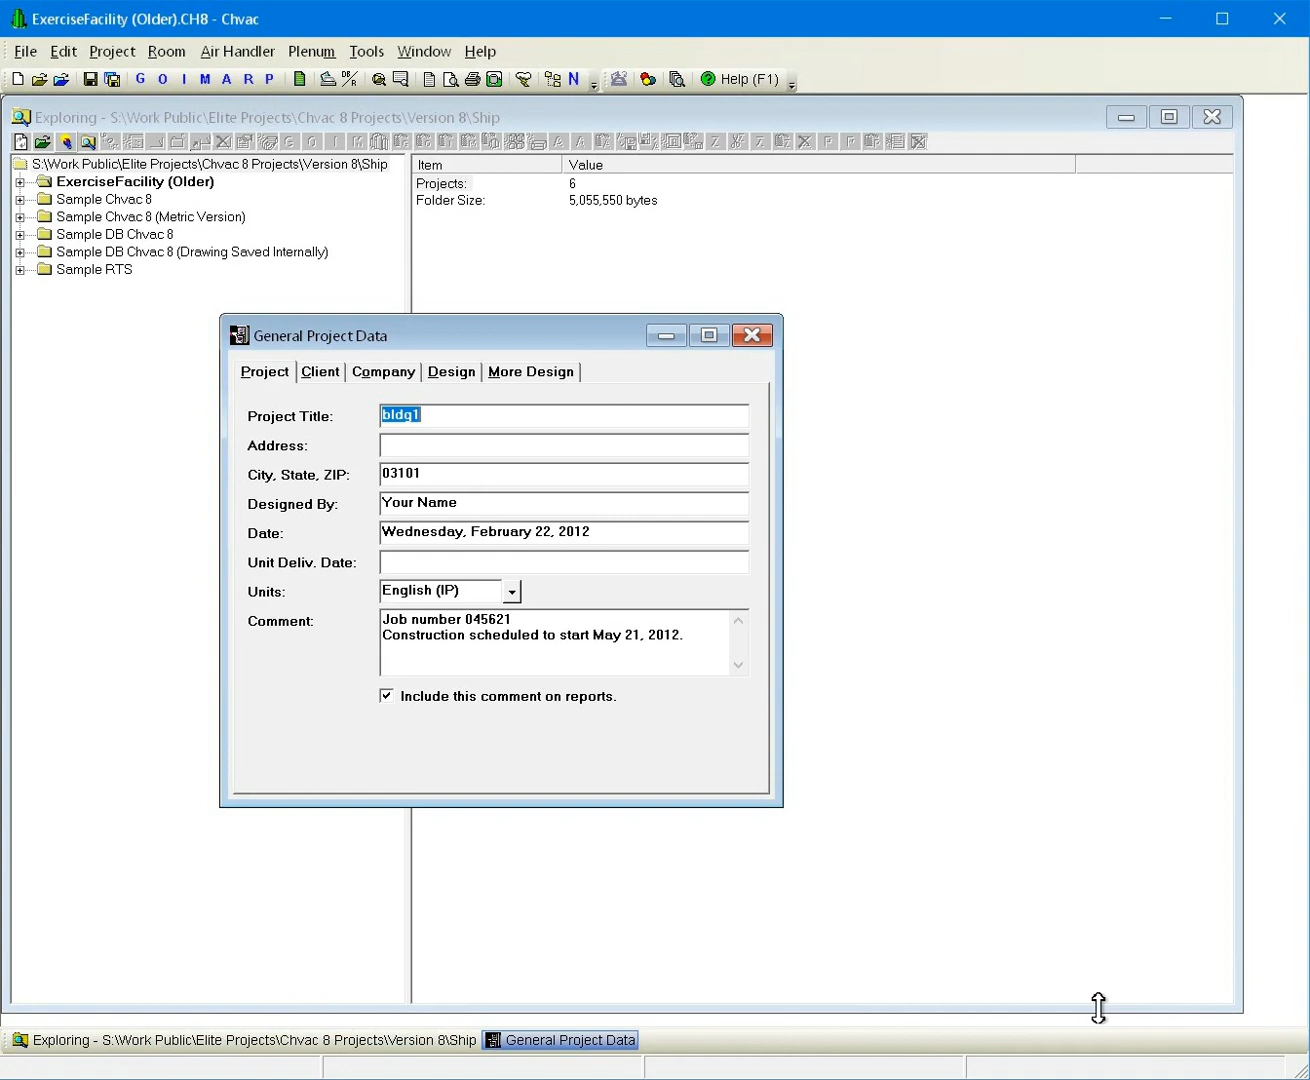 ExerciseFacility (Older).CH8 - Chvac
File Edit Project Room Air Handler Plenum Tools Window Help
G O I M A R P N Help (F1)
Exploring - S:\Work Public\Elite Projects\Chvac 8 Projects\Version 8\Ship
S:\Work Public\Elite Projects\Chvac 8 Projects\Version 8\Ship
ExerciseFacility (Older)
Sample Chvac 8
Sample Chvac 8 (Metric Version)
Sample DB Chvac 8
Sample DB Chvac 8 (Drawing Saved Internally)
Sample RTS
Item Value
Projects: 6
Folder Size: 5,055,550 bytes
General Project Data
Project Client Company Design More Design
Project Title: bldg1
Address:
City, State, ZIP: 03101
Designed By: Your Name
Date: Wednesday, February 22, 2012
Unit Deliv. Date:
Units: English (IP)
Comment: Job number 045621
Construction scheduled to start May 21, 2012.
Include this comment on reports.
Exploring - S:\Work Public\Elite Projects\Chvac 8 Projects\Version 8\Ship General Project Data